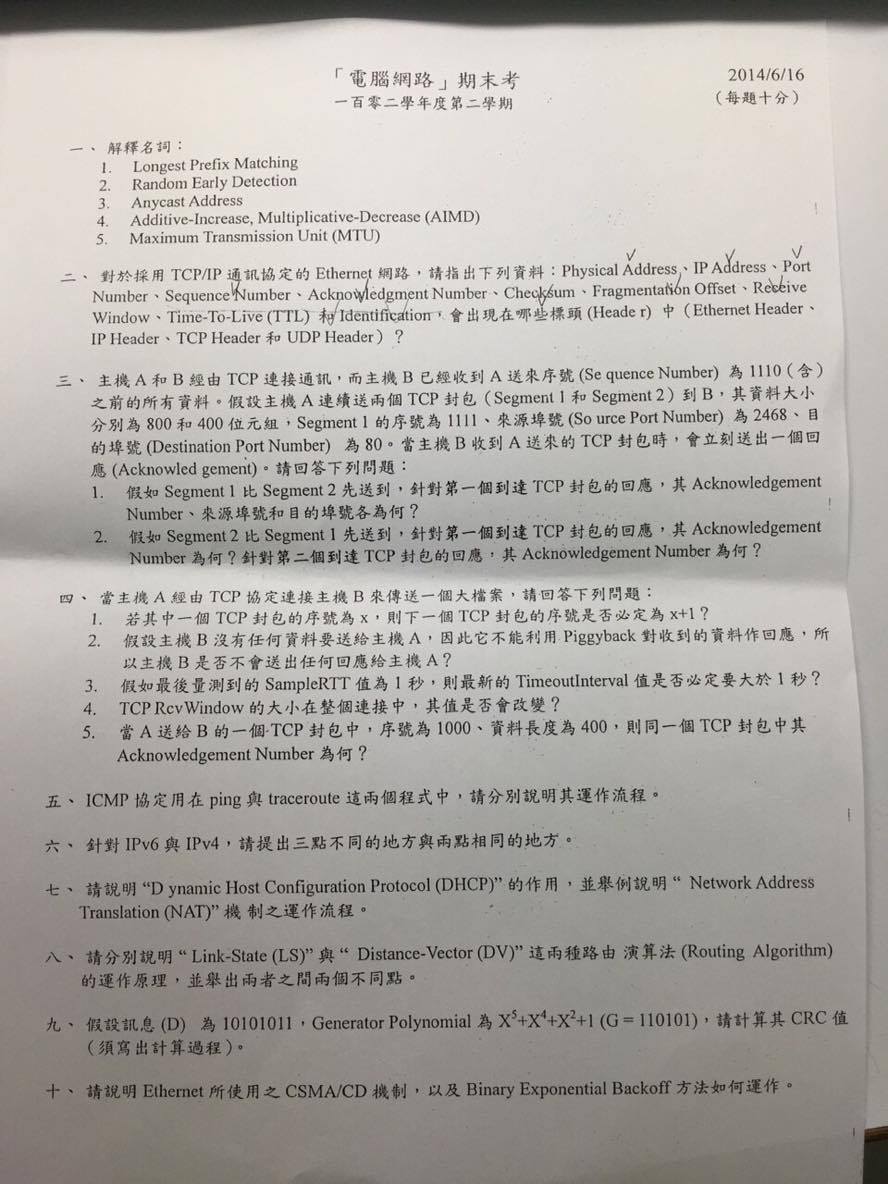 「電腦網路」期末考
2014/6/16
一百零二學年度第二學期
（每題十分）
一、 解釋名詞：
1. Longest Prefix Matching
2. Random Early Detection
3. Anycast Address
4. Additive-Increase, Multiplicative-Decrease (AIMD)
5. Maximum Transmission Unit (MTU)
二、 對於採用 TCP/IP 通訊協定的 Ethernet 網路，請指出下列資料：Physical Address、IP Address、Port
Number、Sequence Number、Acknowledgment Number、Checksum、Fragmentation Offset、Receive
Window、Time-To-Live (TTL) 和 Identification，會出現在哪些標頭 (Heade r) 中（Ethernet Header、
IP Header、TCP Header 和 UDP Header）？
三、 主機 A 和 B 經由 TCP 連接通訊，而主機 B 已經收到 A 送來序號 (Se quence Number) 為 1110（含）
之前的所有資料。假設主機 A 連續送兩個 TCP 封包（Segment 1 和 Segment 2）到 B，其資料大小
分別為 800 和 400 位元組，Segment 1 的序號為 1111、來源埠號 (So urce Port Number) 為 2468、目
的埠號 (Destination Port Number) 為 80。當主機 B 收到 A 送來的 TCP 封包時，會立刻送出一個回
應 (Acknowled gement)。請回答下列問題：
1. 假如 Segment 1 比 Segment 2 先送到，針對第一個到達 TCP 封包的回應，其 Acknowledgement
Number、來源埠號和目的埠號各為何？
2. 假如 Segment 2 比 Segment 1 先送到，針對第一個到達 TCP 封包的回應，其 Acknowledgement
Number 為何？針對第二個到達 TCP 封包的回應，其 Acknowledgement Number 為何？
四、 當主機 A 經由 TCP 協定連接主機 B 來傳送一個大檔案，請回答下列問題：
1. 若其中一個 TCP 封包的序號為 x，則下一個 TCP 封包的序號是否必定為 x+1？
2. 假設主機 B 沒有任何資料要送給主機 A，因此它不能利用 Piggyback 對收到的資料作回應，所
以主機 B 是否不會送出任何回應給主機 A？
3. 假如最後量測到的 SampleRTT 值為 1 秒，則最新的 TimeoutInterval 值是否必定要大於 1 秒？
4. TCP RcvWindow 的大小在整個連接中，其值是否會改變？
5. 當 A 送給 B 的一個 TCP 封包中，序號為 1000、資料長度為 400，則同一個 TCP 封包中其
Acknowledgement Number 為何？
五、 ICMP 協定用在 ping 與 traceroute 這兩個程式中，請分別說明其運作流程。
六、 針對 IPv6 與 IPv4，請提出三點不同的地方與兩點相同的地方。
七、 請說明 “D ynamic Host Configuration Protocol (DHCP)” 的作用，並舉例說明 “ Network Address
Translation (NAT)” 機 制之運作流程。
八、 請分別說明 “ Link-State (LS)” 與 “ Distance-Vector (DV)” 這兩種路由 演算法 (Routing Algorithm)
的運作原理，並舉出兩者之間兩個不同點。
九、 假設訊息 (D) 為 10101011，Generator Polynomial 為 X⁵+X⁴+X²+1 (G = 110101)，請計算其 CRC 值
（須寫出計算過程）。
十、 請說明 Ethernet 所使用之 CSMA/CD 機制，以及 Binary Exponential Backoff 方法如何運作。